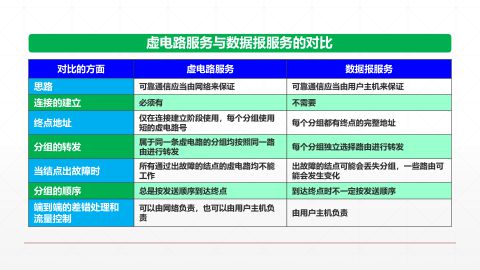 虚电路服务与数据报服务的对比
对比的方面 虚电路服务 数据报服务
思路 可靠通信应当由网络来保证 可靠通信应当由用户主机来保证
连接的建立 必须有 不需要
终点地址 仅在连接建立阶段使用，每个分组使用
短的虚电路号 每个分组都有终点的完整地址
分组的转发 属于同一条虚电路的分组均按照同一路
由进行转发 每个分组独立选择路由进行转发
当结点出故障时 所有通过出故障的结点的虚电路均不能
工作 出故障的结点可能会丢失分组，一些路由可
能会发生变化
分组的顺序 总是按发送顺序到达终点 到达终点时不一定按发送顺序
端到端的差错处理和
流量控制 可以由网络负责，也可以由用户主机负
责 由用户主机负责